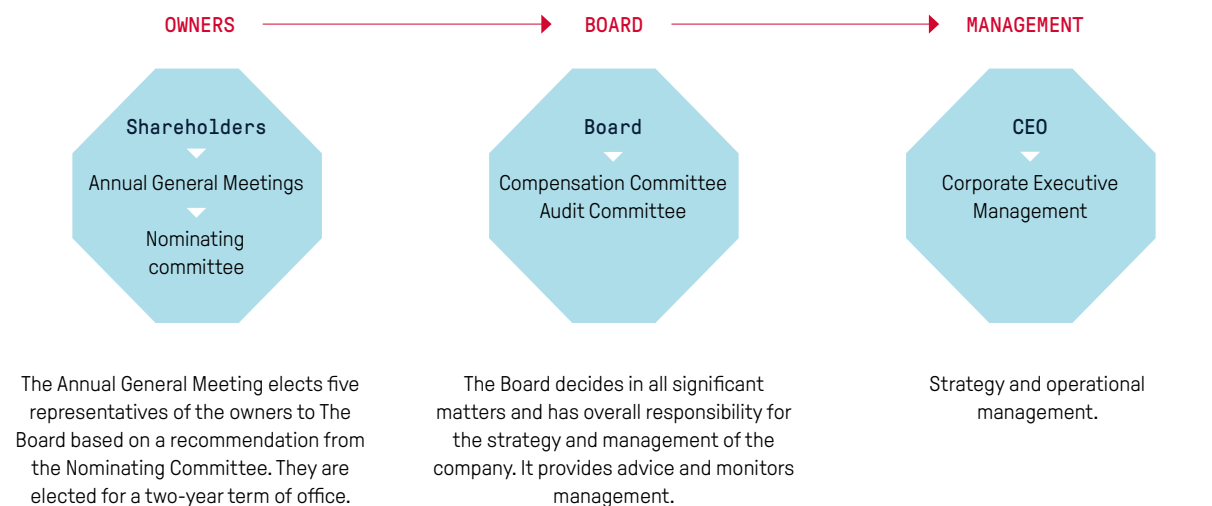 OWNERS
BOARD
MANAGEMENT
Shareholders
Annual General Meetings
Nominating
committee
Board
Compensation Committee
Audit Committee
CEO
Corporate Executive
Management
The Annual General Meeting elects five
representatives of the owners to The
Board based on a recommendation from
the Nominating Committee. They are
elected for a two-year term of office.
The Board decides in all significant
matters and has overall responsibility for
the strategy and management of the
company. It provides advice and monitors
management.
Strategy and operational
management.